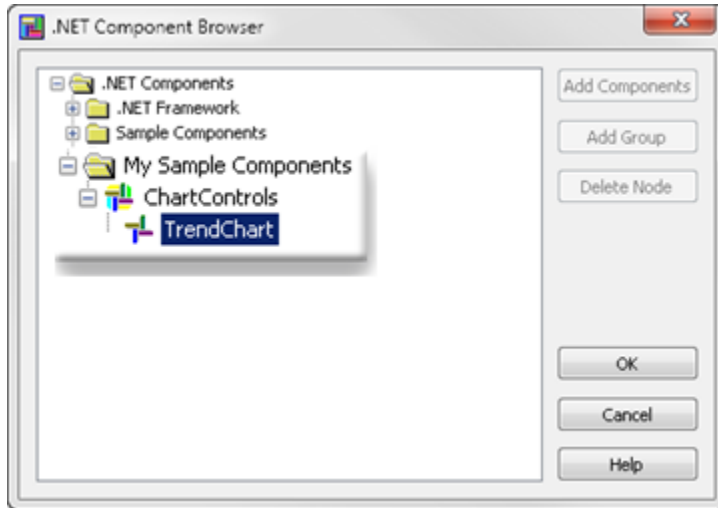 .NET Component Browser
.NET Components
.NET Framework
Sample Components
My Sample Components
ChartControls
TrendChart
Add Components
Add Group
Delete Node
OK
Cancel
Help